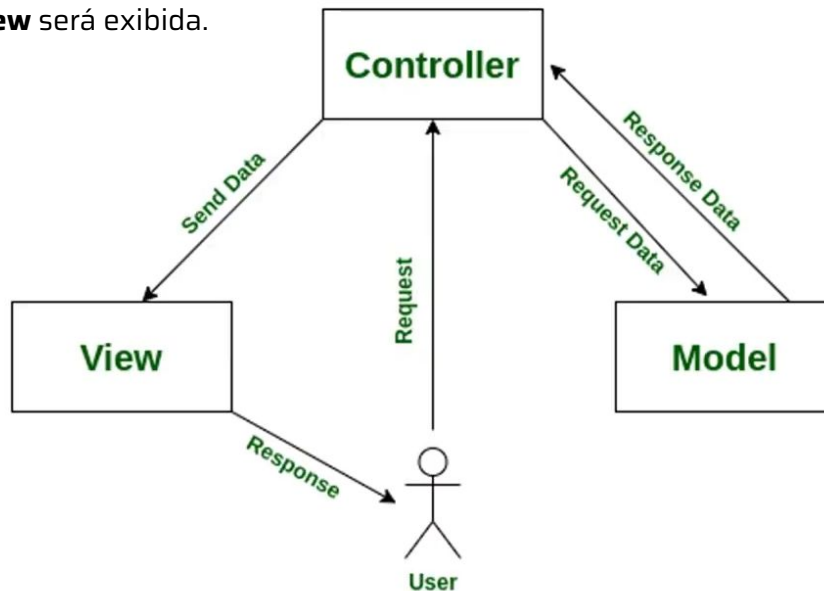 ew será exibida.
Controller
Send Data
Request
Request Data
Response Data
View
Model
Response
User